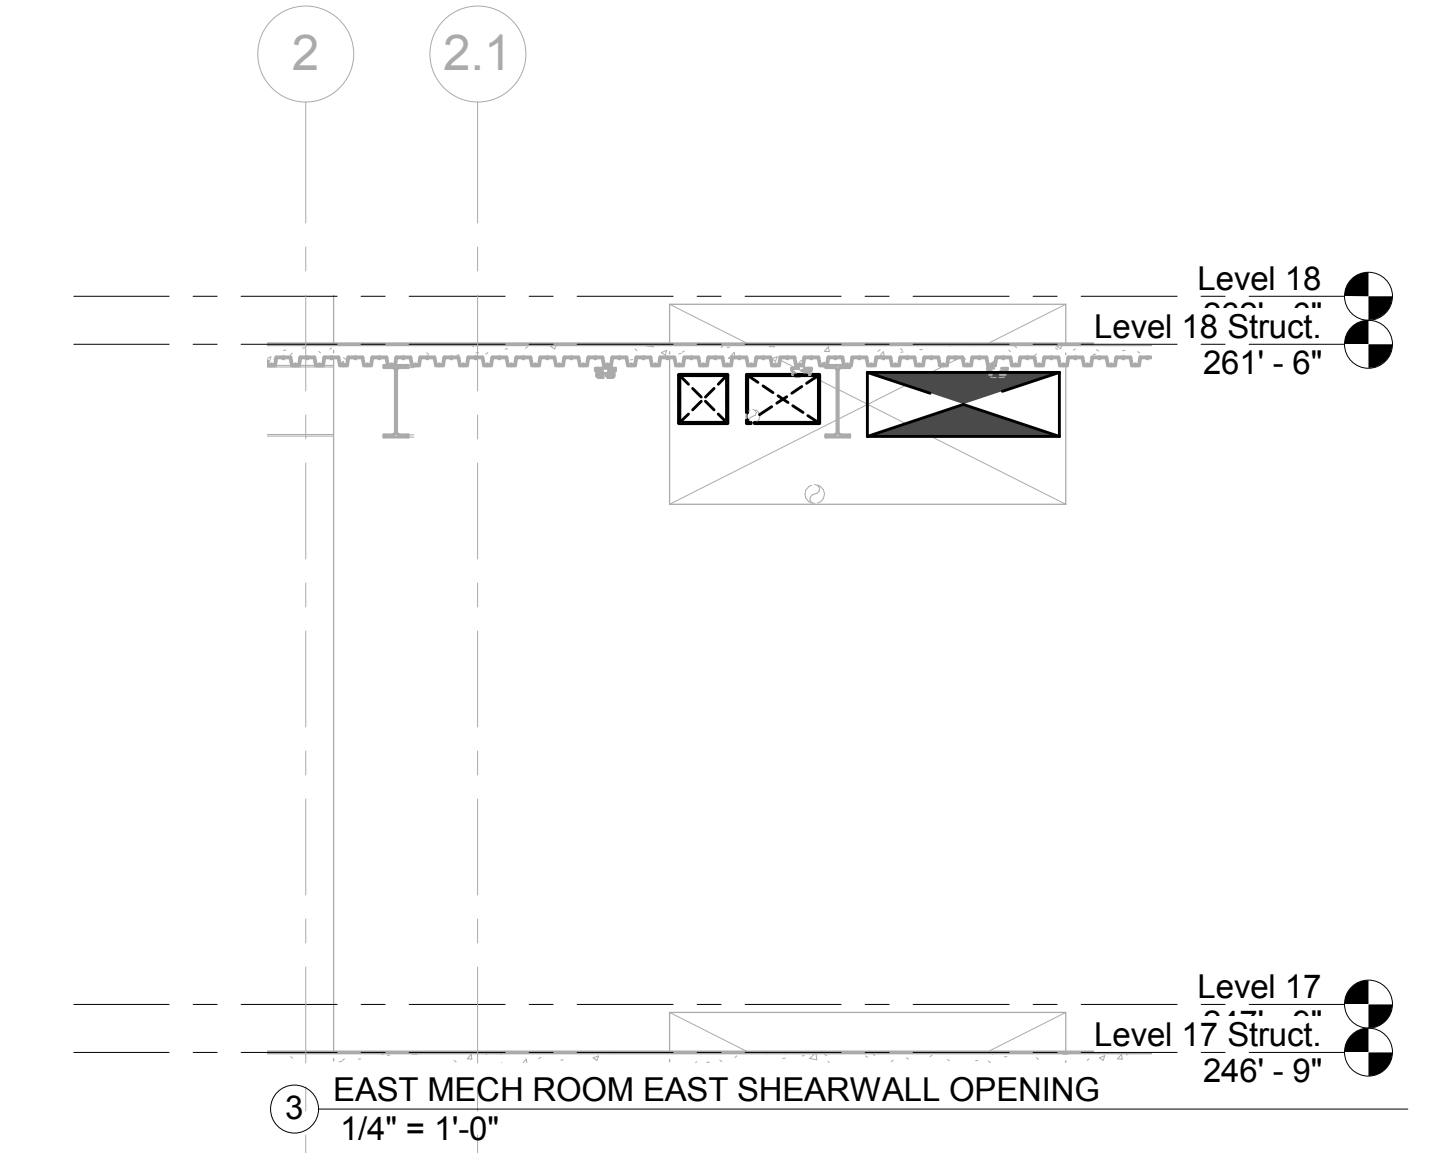 2
2.1
Level 18
Level 18 Struct.
261' - 6"
Level 17
Level 17 Struct.
246' - 9"
3
EAST MECH ROOM EAST SHEARWALL OPENING
1/4" = 1'-0"